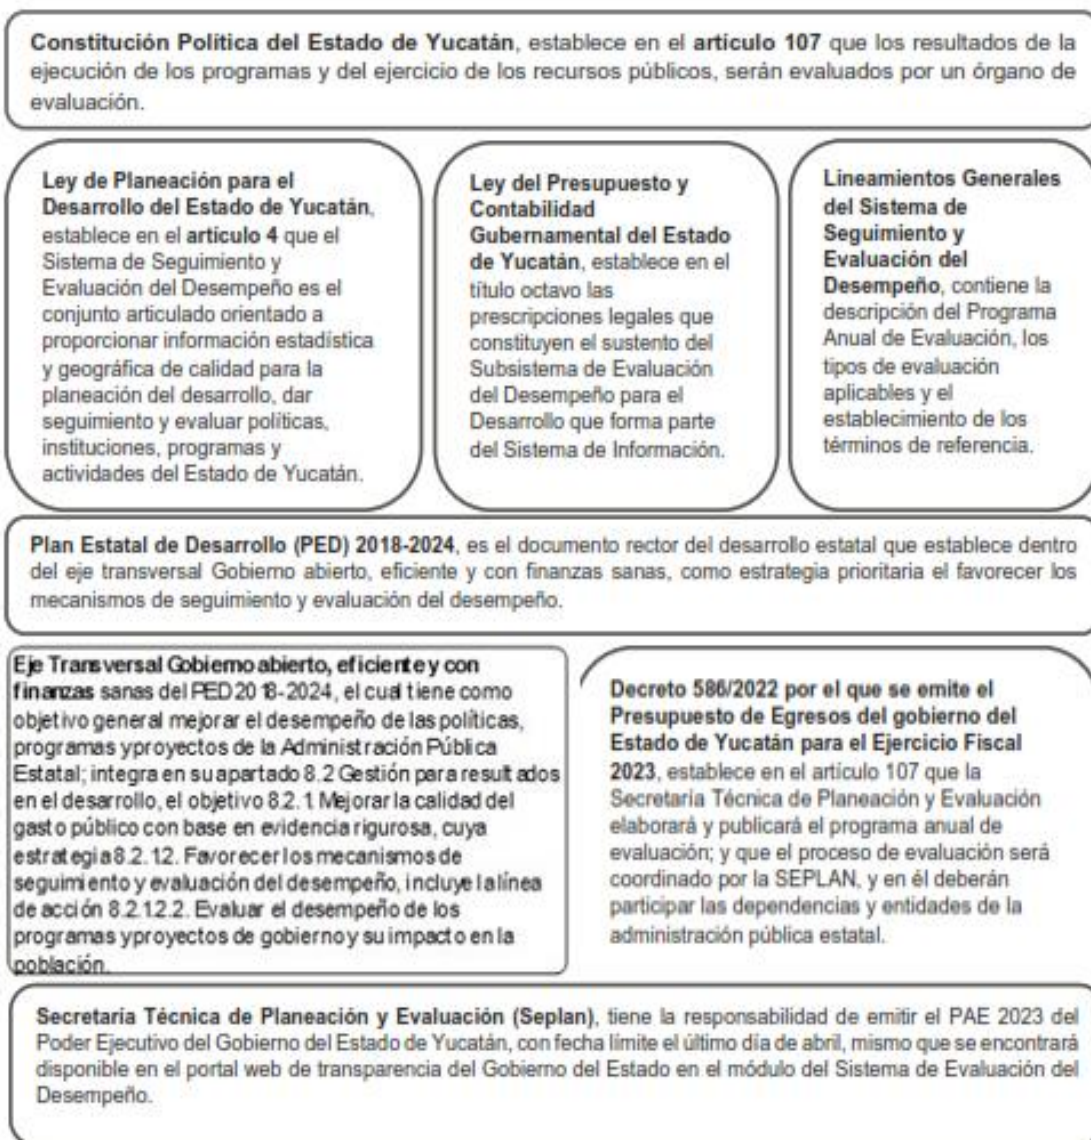 Constitución Política del Estado de Yucatán, establece en el artículo 107 que los resultados de la
ejecución de los programas y del ejercicio de los recursos públicos, serán evaluados por un órgano de
evaluación.
Ley de Planeación para el
Desarrollo del Estado de Yucatán,
establece en el artículo 4 que el
Sistema de Seguimiento y
Evaluación del Desempeño es el
conjunto articulado orientado a
proporcionar información estadística
y geográfica de calidad para la
planeación del desarrollo, dar
seguimiento y evaluar políticas,
instituciones, programas y
actividades del Estado de Yucatán.
Ley del Presupuesto y
Contabilidad
Gubernamental del Estado
de Yucatán, establece en el
título octavo las
prescripciones legales que
constituyen el sustento del
Subsistema de Evaluación
del Desempeño para el
Desarrollo que forma parte
del Sistema de Información.
Lineamientos Generales
del Sistema de
Seguimiento y
Evaluación del
Desempeño, contiene la
descripción del Programa
Anual de Evaluación, los
tipos de evaluación
aplicables y el
establecimiento de los
términos de referencia.
Plan Estatal de Desarrollo (PED) 2018-2024, es el documento rector del desarrollo estatal que establece dentro
del eje transversal Gobierno abierto, eficiente y con finanzas sanas, como estrategia prioritaria el favorecer los
mecanismos de seguimiento y evaluación del desempeño.
Eje Transversal Gobierno abierto, eficiente y con
finanzas sanas del PED 2018-2024, el cual tiene como
objetivo general mejorar el desempeño de las políticas,
programas y proyectos de la Administración Pública
Estatal; integra en su apartado 8.2 Gestión para resultados
en el desarrollo, el objetivo 8.2.1. Mejorar la calidad del
gasto público con base en evidencia rigurosa, cuya
estrategia 8.2.1.2. Favorecer los mecanismos de
seguimiento y evaluación del desempeño, incluye la línea
de acción 8.2.1.2.2. Evaluar el desempeño de los
programas y proyectos de gobierno y su impacto en la
población.
Decreto 586/2022 por el que se emite el
Presupuesto de Egresos del gobierno del
Estado de Yucatán para el Ejercicio Fiscal
2023, establece en el artículo 107 que la
Secretaría Técnica de Planeación y Evaluación
elaborará y publicará el programa anual de
evaluación; y que el proceso de evaluación será
coordinado por la SEPLAN, y en él deberán
participar las dependencias y entidades de la
administración pública estatal.
Secretaría Técnica de Planeación y Evaluación (Seplan), tiene la responsabilidad de emitir el PAE 2023 del
Poder Ejecutivo del Gobierno del Estado de Yucatán, con fecha límite el último día de abril, mismo que se encontrará
disponible en el portal web de transparencia del Gobierno del Estado en el módulo del Sistema de Evaluación del
Desempeño.